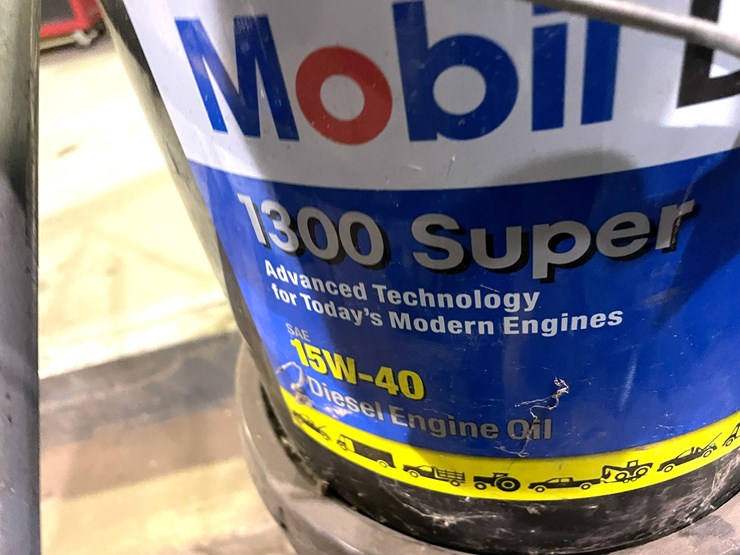 Mobil
1300 Super
Advanced Technology
for Today's Modern Engines
SAE
15W-40
Diesel Engine Oil